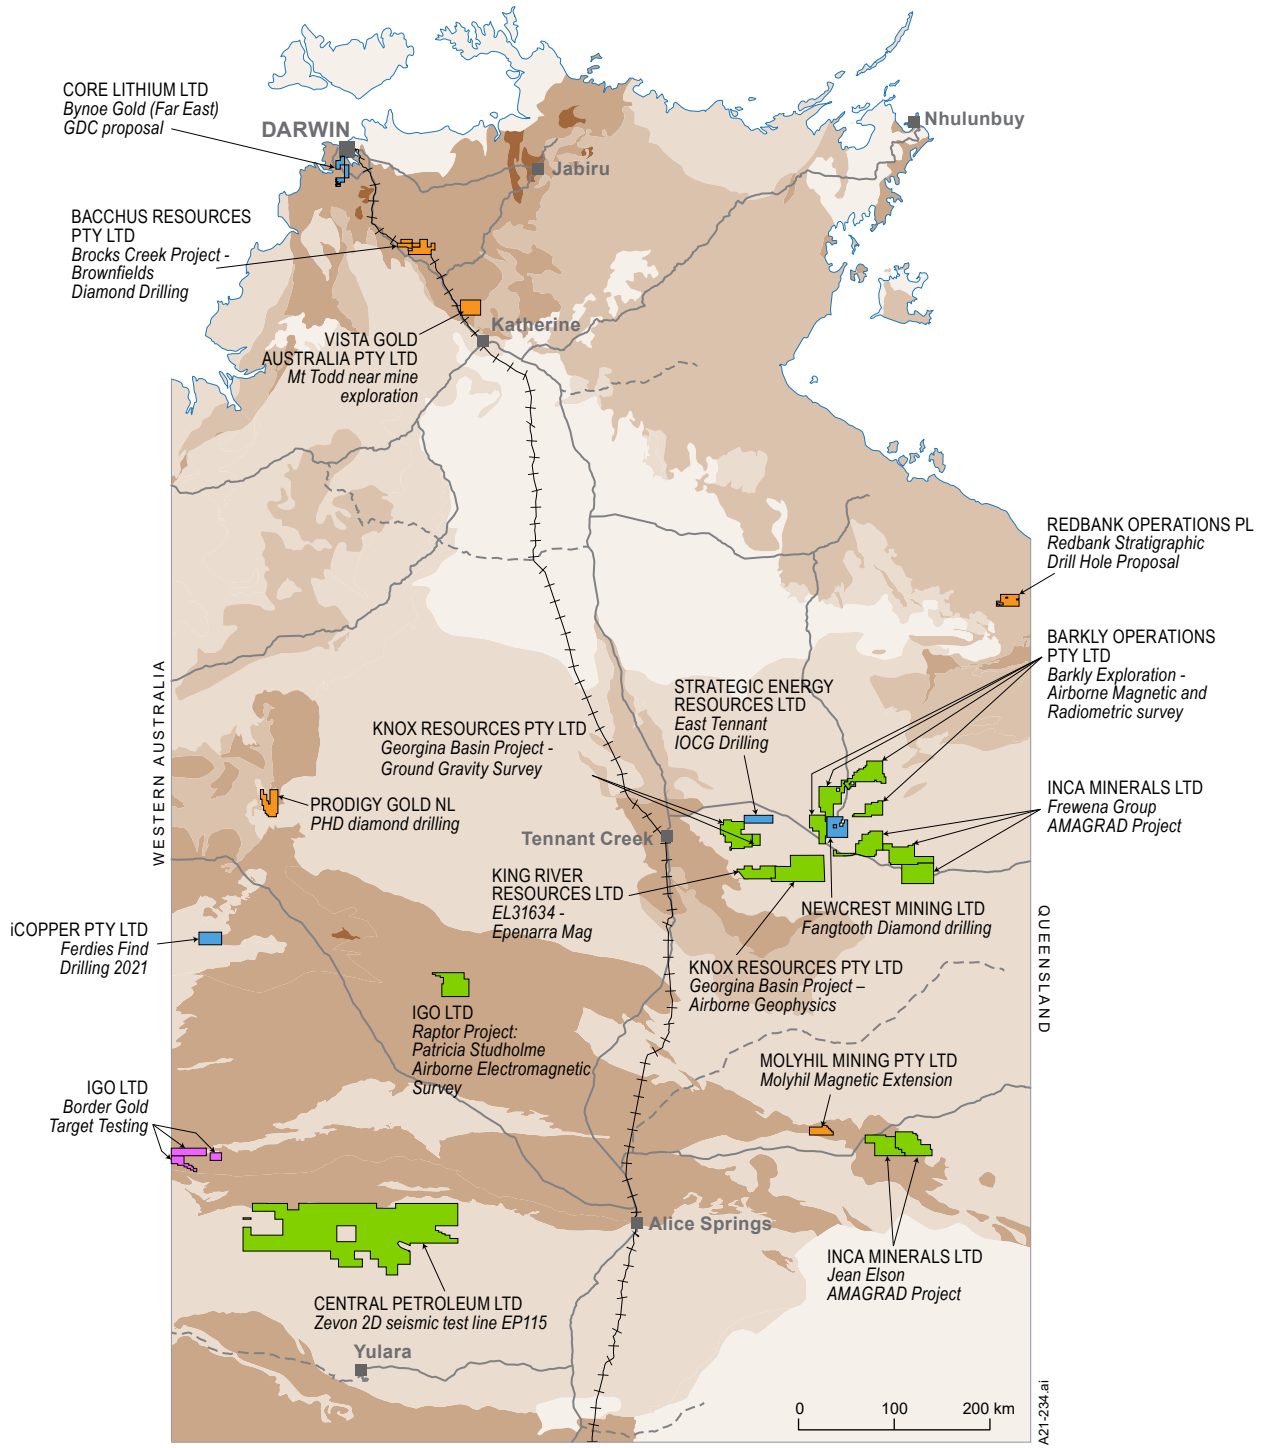 CORE LITHIUM LTD
Bynoe Gold (Far East)
GDC proposal
DARWIN
Nhulunbuy
Jabiru
BACCHUS RESOURCES
PTY LTD
Brocks Creek Project -
Brownfields
Diamond Drilling
Katherine
VISTA GOLD
AUSTRALIA PTY LTD
Mt Todd near mine
exploration
REDBANK OPERATIONS PL
Redbank Stratigraphic
Drill Hole Proposal
BARKLY OPERATIONS
PTY LTD
Barkly Exploration -
Airborne Magnetic and
Radiometric survey
WESTERN AUSTRALIA
STRATEGIC ENERGY
RESOURCES LTD
East Tennant
IOCG Drilling
KNOX RESOURCES PTY LTD
Georgina Basin Project -
Ground Gravity Survey
INCA MINERALS LTD
Frewena Group
AMAGRAD Project
PRODIGY GOLD NL
PHD diamond drilling
Tennant Creek
KING RIVER
RESOURCES LTD
EL31634 -
Epenarra Mag
NEWCREST MINING LTD
Fangtooth Diamond drilling
iCOPPER PTY LTD
Ferdies Find
Drilling 2021
KNOX RESOURCES PTY LTD
Georgina Basin Project –
Airborne Geophysics
QUEENSLAND
IGO LTD
Raptor Project:
Patricia Studholme
Airborne Electromagnetic
Survey
MOLYHIL MINING PTY LTD
Molyhil Magnetic Extension
IGO LTD
Border Gold
Target Testing
Alice Springs
INCA MINERALS LTD
Jean Elson
AMAGRAD Project
CENTRAL PETROLEUM LTD
Zevon 2D seismic test line EP115
Yulara
0 100 200 km
A21-234.ai